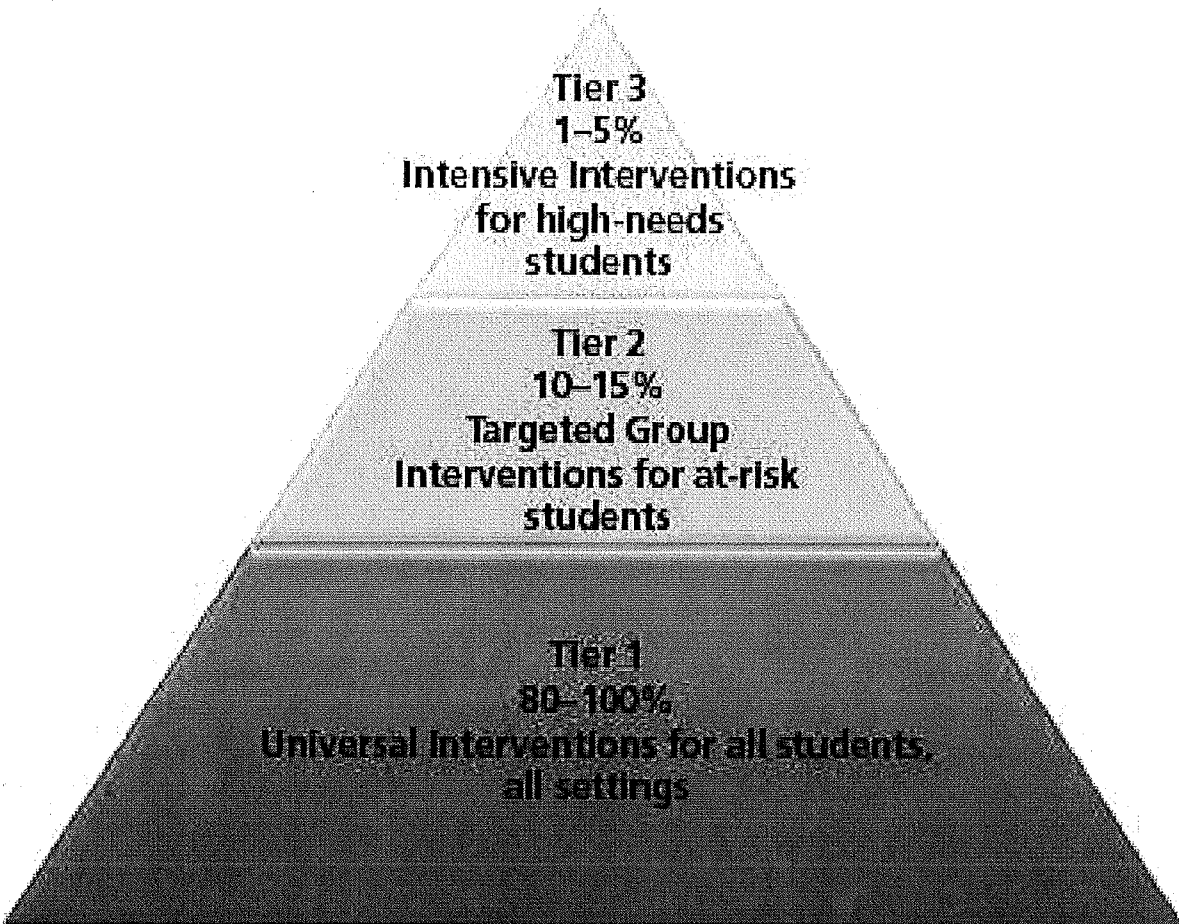 Tier 3
1–5%
Intensive Interventions
for high-needs
students
Tier 2
10–15%
Targeted Group
Interventions for at-risk
students
Tier 1
80–100%
Universal Interventions for all students,
all settings